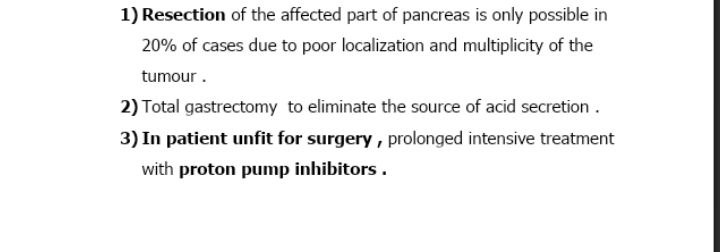 1) Resection of the affected part of pancreas is only possible in
20% of cases due to poor localization and multiplicity of the
tumour .
2) Total gastrectomy to eliminate the source of acid secretion .
3) In patient unfit for surgery , prolonged intensive treatment
with proton pump inhibitors .